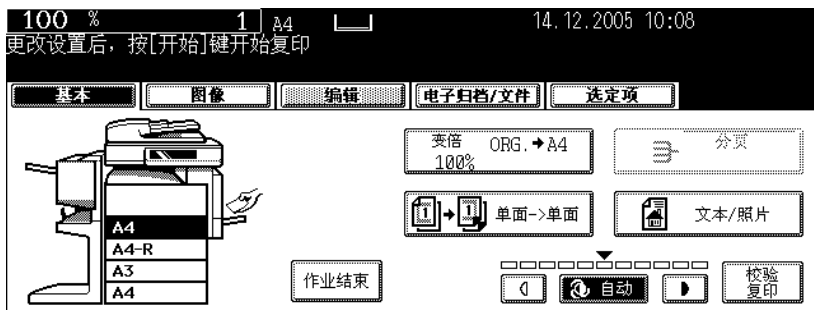 100 % 1 A4 14.12.2005 10:08
更改设置后，按[开始]键开始复印
基本 图像 编辑 电子归档/文件 选定项
变倍 ORG.➔A4
100%
分页
1➔1 单面->单面
文本/照片
A4
A4-R
A3
A4
作业结束
自动
校验
复印